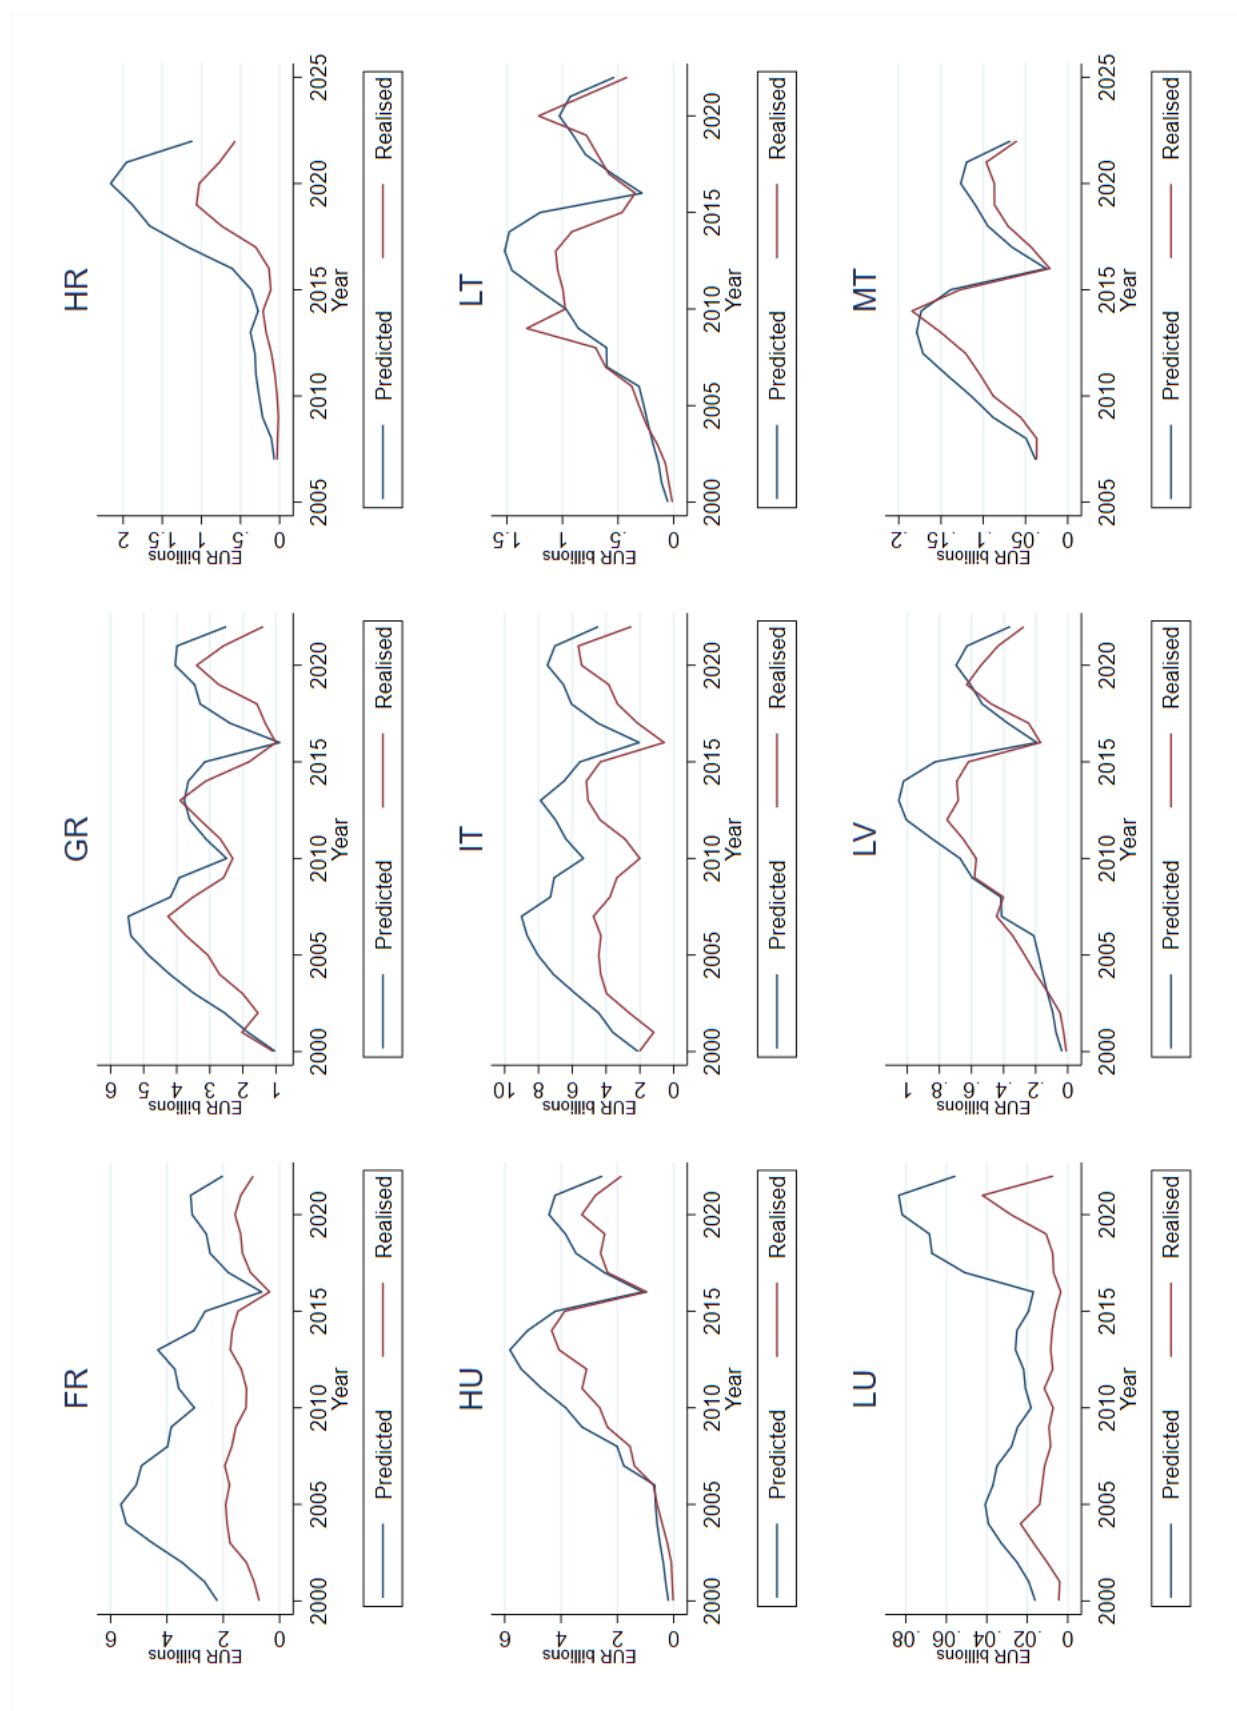 FR
EUR billions
6
4
2
0
2000 2005 2010 2015 2020
Year
Predicted Realised
GR
EUR billions
6
5
4
3
2
1
2000 2005 2010 2015 2020
Year
Predicted Realised
HR
EUR billions
2
1.5
1
.5
0
2005 2010 2015 2020 2025
Year
Predicted Realised
HU
EUR billions
6
4
2
0
2000 2005 2010 2015 2020
Year
Predicted Realised
IT
EUR billions
10
8
6
4
2
0
2000 2005 2010 2015 2020
Year
Predicted Realised
LT
EUR billions
1.5
1
.5
0
2000 2005 2010 2015 2020
Year
Predicted Realised
LU
EUR billions
.08
.06
.04
.02
0
2000 2005 2010 2015 2020
Year
Predicted Realised
LV
EUR billions
1
.8
.6
.4
.2
0
2000 2005 2010 2015 2020
Year
Predicted Realised
MT
EUR billions
.2
.15
.1
.05
0
2005 2010 2015 2020 2025
Year
Predicted Realised